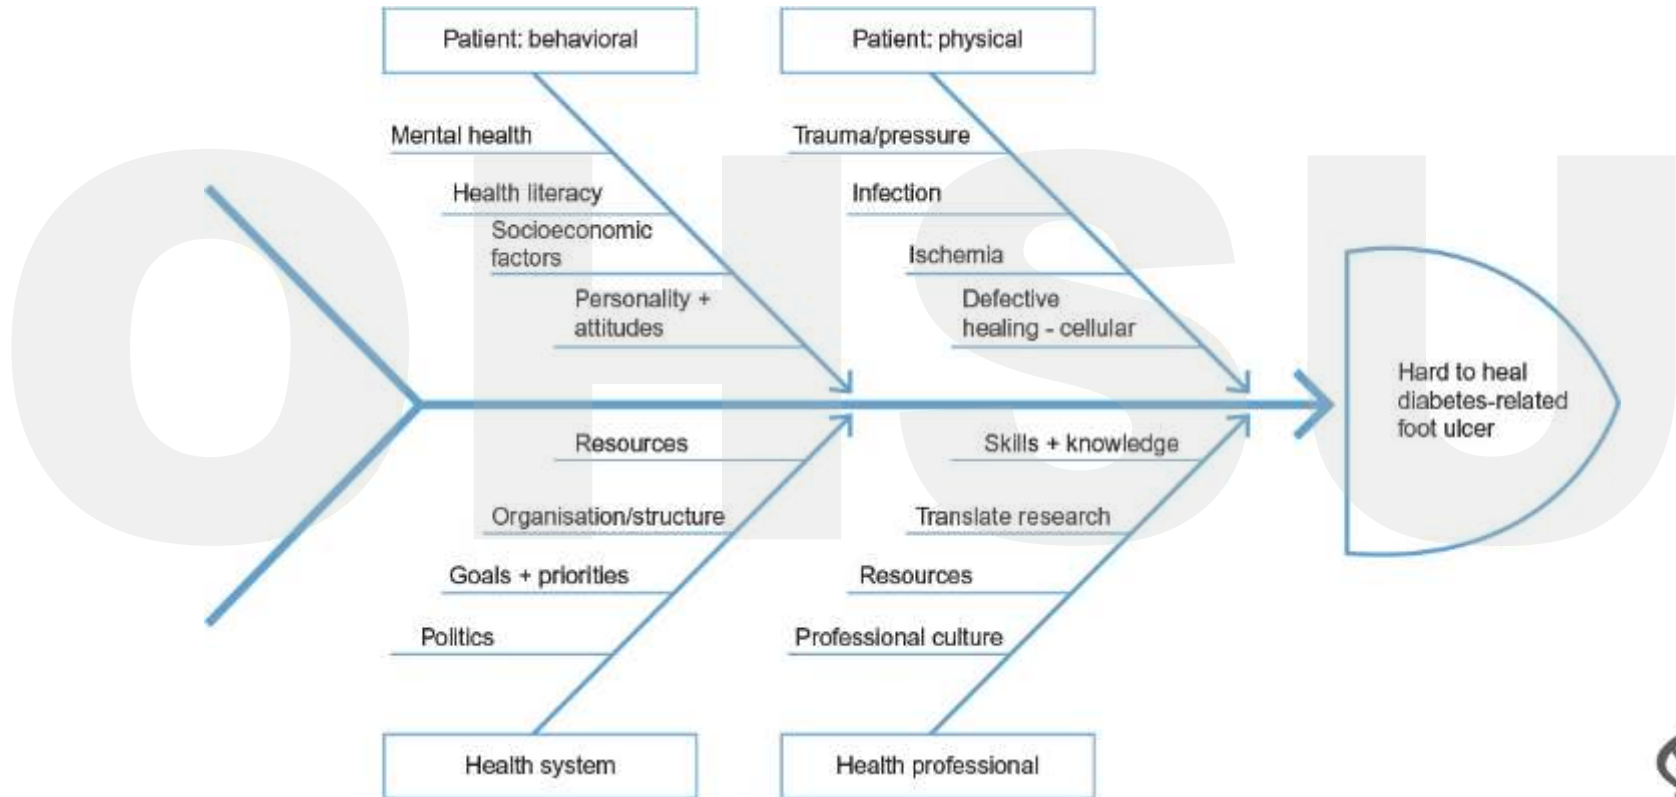 Patient: behavioral
Patient: physical
Mental health
Health literacy
Socioeconomic
factors
Personality +
attitudes
Trauma/pressure
Infection
Ischemia
Defective
healing - cellular
Hard to heal
diabetes-related
foot ulcer
Resources
Organisation/structure
Goals + priorities
Politics
Skills + knowledge
Translate research
Resources
Professional culture
Health system
Health professional
OHSU